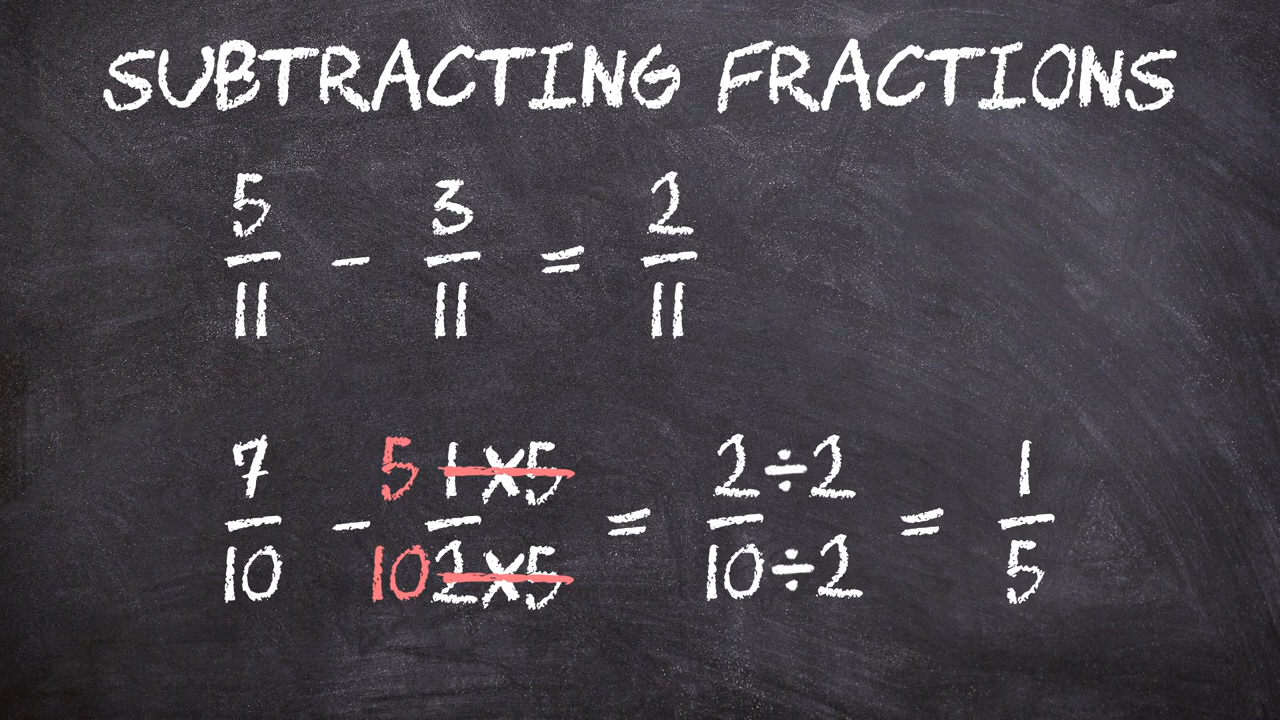 SUBTRACTING FRACTIONS
5/11 - 3/11 = 2/11
7/10 - 5/10 1x5/2x5 = 2÷2/10÷2 = 1/5